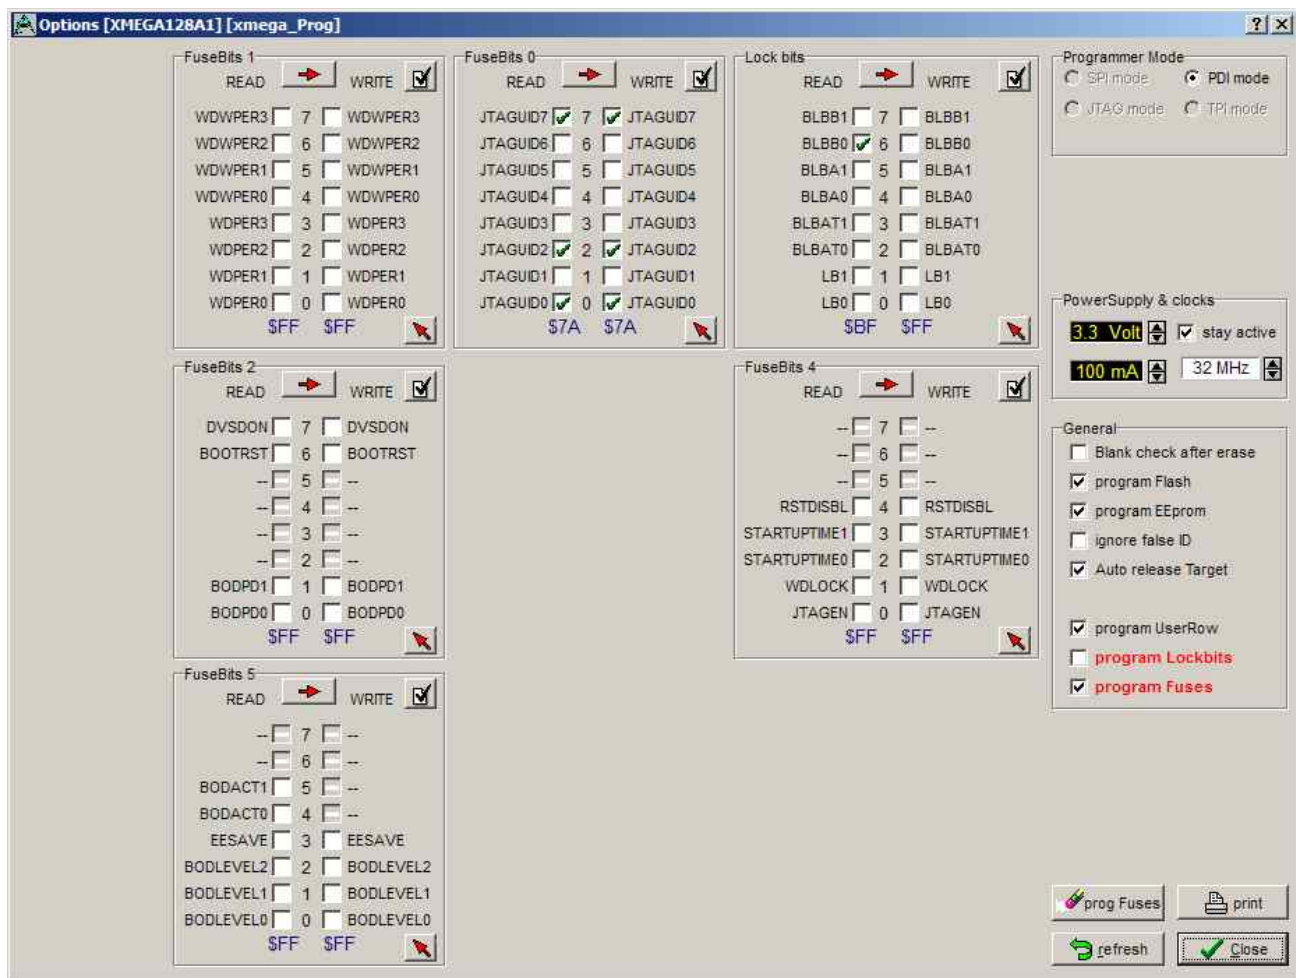 Options [XMEGA128A1] [xmega_Prog]
FuseBits 1
READ WRITE
WDWPER3 7 WDWPER3
WDWPER2 6 WDWPER2
WDWPER1 5 WDWPER1
WDWPER0 4 WDWPER0
WDPER3 3 WDPER3
WDPER2 2 WDPER2
WDPER1 1 WDPER1
WDPER0 0 WDPER0
$FF $FF
FuseBits 0
READ WRITE
JTAGUID7 7 JTAGUID7
JTAGUID6 6 JTAGUID6
JTAGUID5 5 JTAGUID5
JTAGUID4 4 JTAGUID4
JTAGUID3 3 JTAGUID3
JTAGUID2 2 JTAGUID2
JTAGUID1 1 JTAGUID1
JTAGUID0 0 JTAGUID0
$7A $7A
Lock bits
READ WRITE
BLBB1 7 BLBB1
BLBB0 6 BLBB0
BLBA1 5 BLBA1
BLBA0 4 BLBA0
BLBAT1 3 BLBAT1
BLBAT0 2 BLBAT0
LB1 1 LB1
LB0 0 LB0
$BF $FF
Programmer Mode
SPI mode PDI mode
JTAG mode TPI mode
PowerSupply & clocks
3.3 Volt stay active
100 mA 32 MHz
FuseBits 2
READ WRITE
DVSDON 7 DVSDON
BOOTRST 6 BOOTRST
-- 5 --
-- 4 --
-- 3 --
-- 2 --
BODPD1 1 BODPD1
BODPD0 0 BODPD0
$FF $FF
FuseBits 4
READ WRITE
-- 7 --
-- 6 --
-- 5 --
RSTDISBL 4 RSTDISBL
STARTUPTIME1 3 STARTUPTIME1
STARTUPTIME0 2 STARTUPTIME0
WDLOCK 1 WDLOCK
JTAGEN 0 JTAGEN
$FF $FF
General
Blank check after erase
program Flash
program EEprom
ignore false ID
Auto release Target
program UserRow
program Lockbits
program Fuses
FuseBits 5
READ WRITE
-- 7 --
-- 6 --
BODACT1 5 --
BODACT0 4 --
EESAVE 3 EESAVE
BODLEVEL2 2 BODLEVEL2
BODLEVEL1 1 BODLEVEL1
BODLEVEL0 0 BODLEVEL0
$FF $FF
prog Fuses print
refresh Close